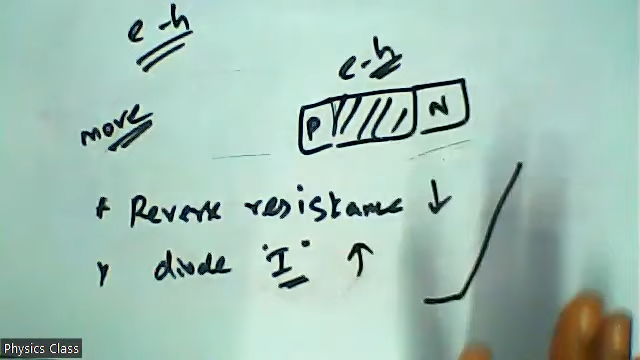 e-h
e-h
move
P N
* Reverse resistance ↓
* diode "I" ↑
Physics Class